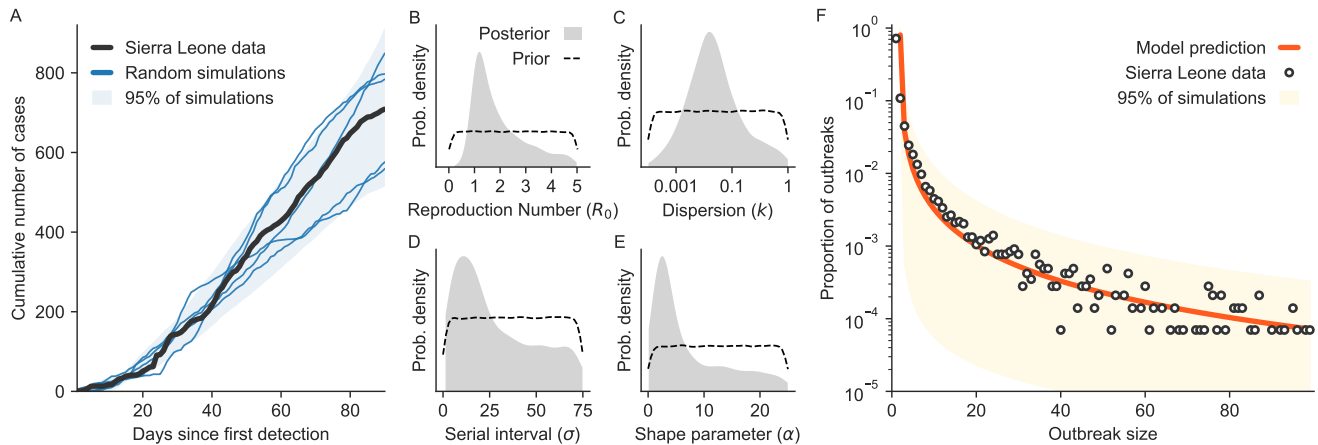 A
Cumulative number of cases
800
600
400
200
0
20
40
60
80
Days since first detection
Sierra Leone data
Random simulations
95% of simulations
B
Prob. density
Posterior
Prior
0 1 2 3 4 5
Reproduction Number (R₀)
C
Prob. density
0.001 0.1 1
Dispersion (k)
D
Prob. density
0 25 50 75
Serial interval (σ)
E
Prob. density
0 10 20
Shape parameter (α)
F
Proportion of outbreaks
10⁰
10⁻¹
10⁻²
10⁻³
10⁻⁴
10⁻⁵
Model prediction
Sierra Leone data
95% of simulations
0 20 40 60 80
Outbreak size